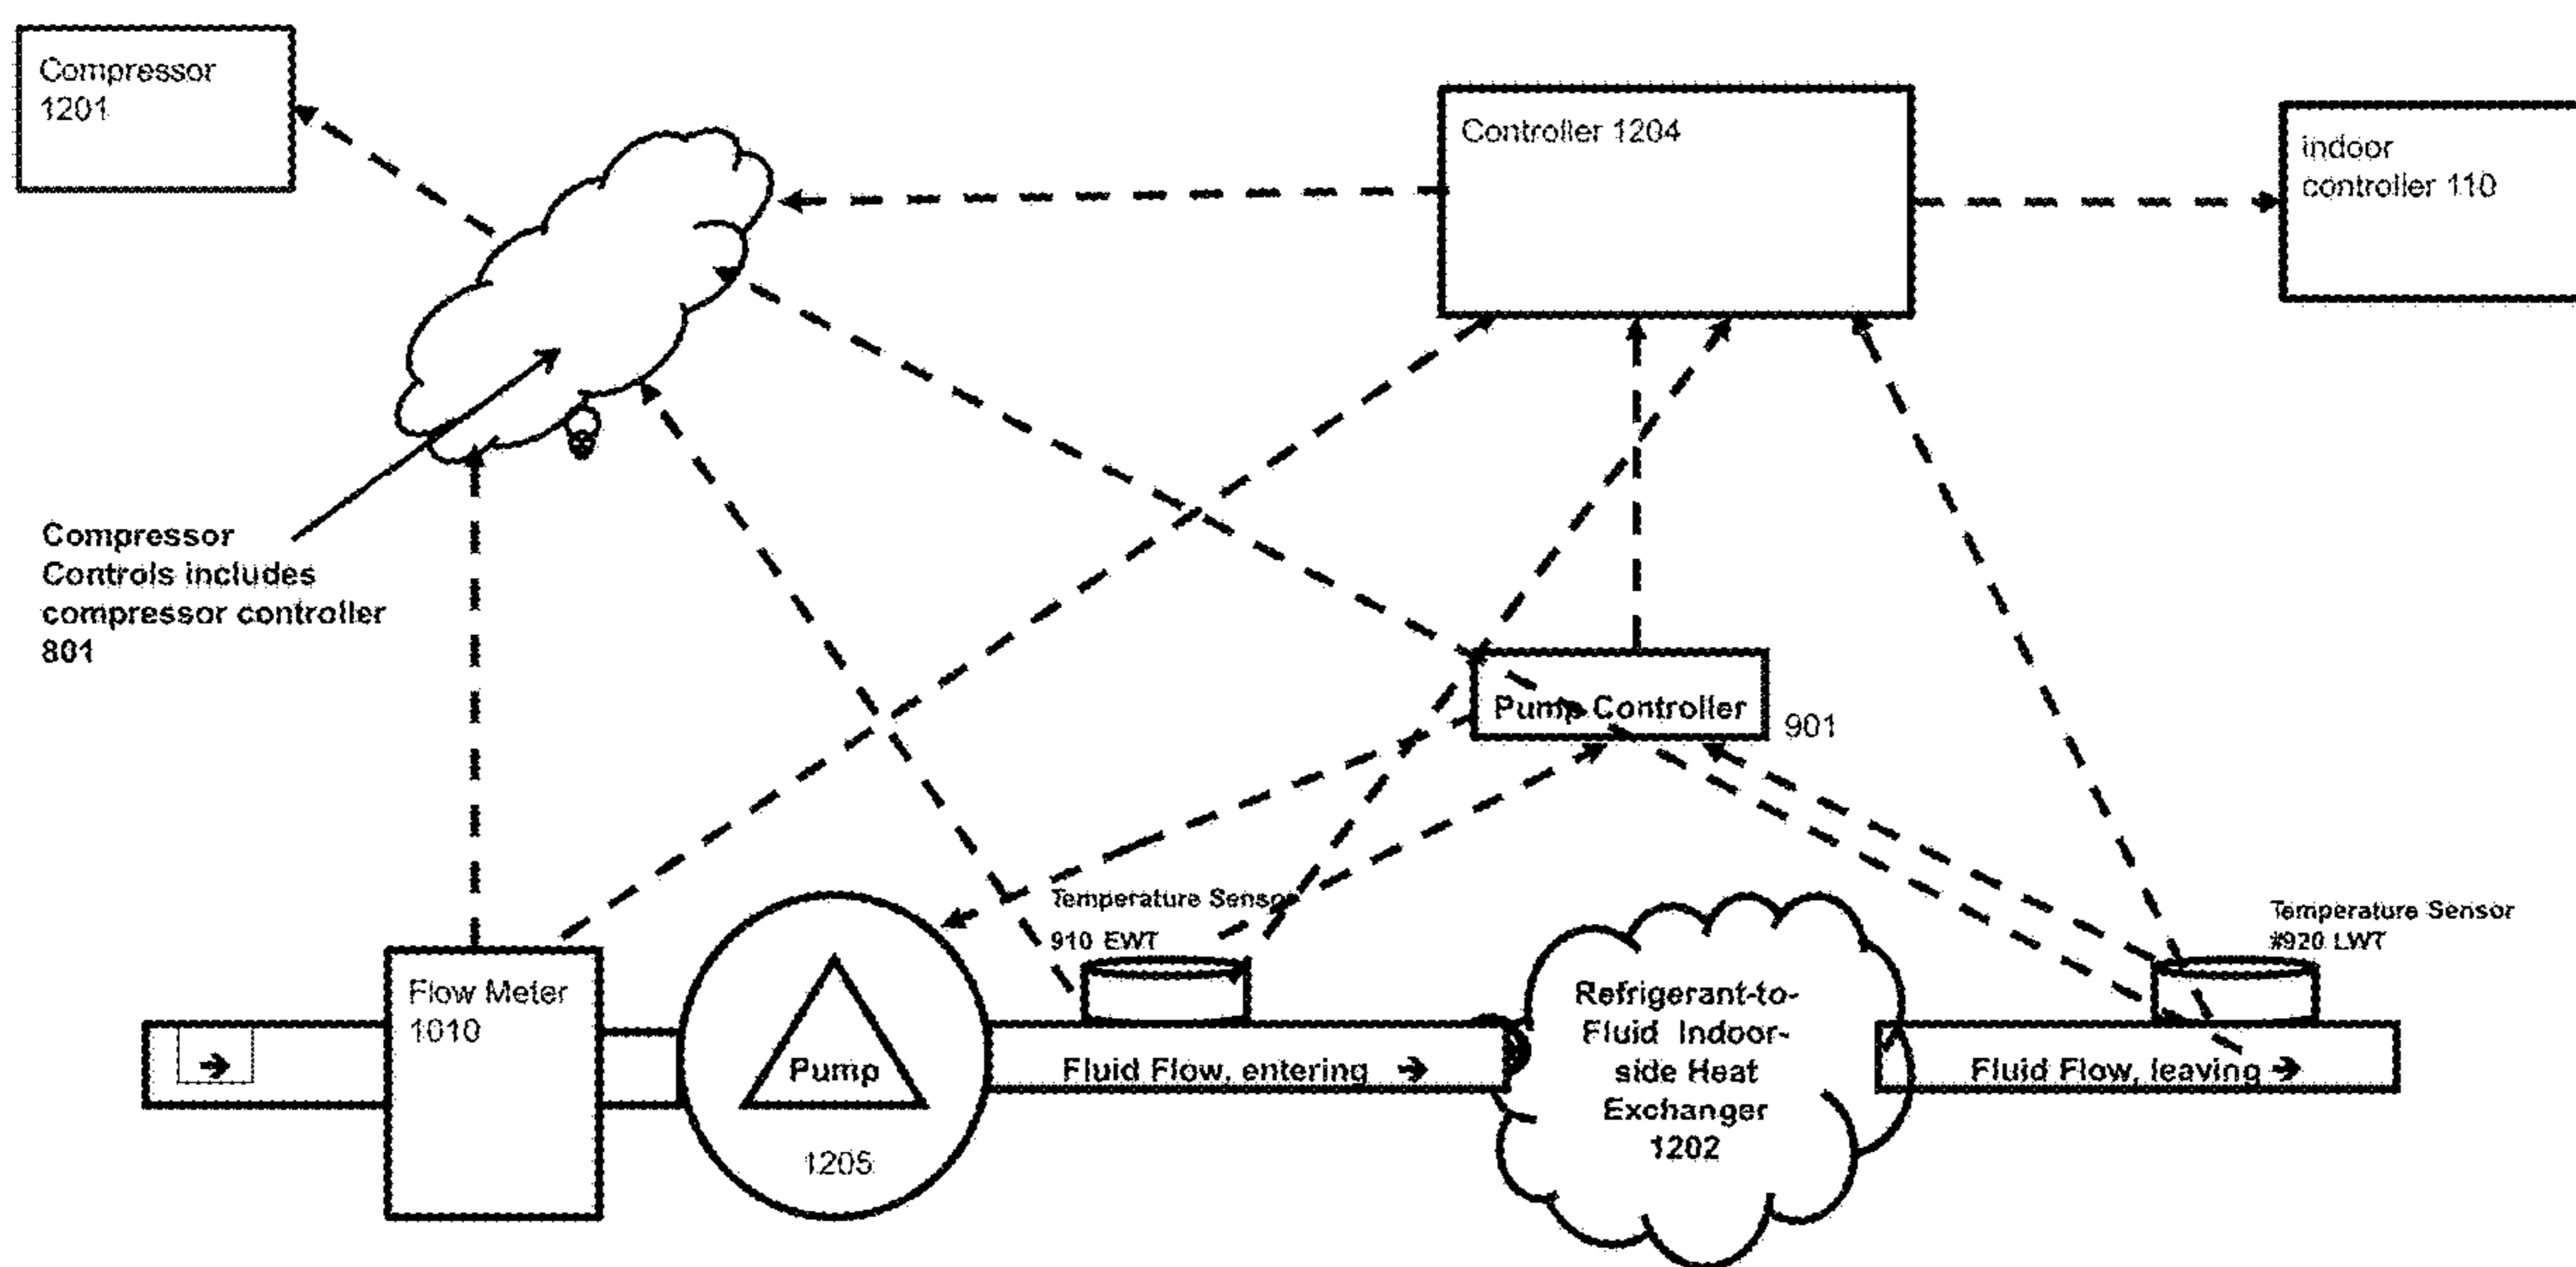 Compressor
1201
Controller 1204
indoor
controller 110
Compressor
Controls includes
compressor controller
801
Pump Controller
901
Temperature Sensor
910 EWT
Temperature Sensor
#920 LWT
Flow Meter
1010
Pump
1205
Fluid Flow, entering →
Refrigerant-to-
Fluid Indoor-
side Heat
Exchanger
1202
Fluid Flow, leaving →